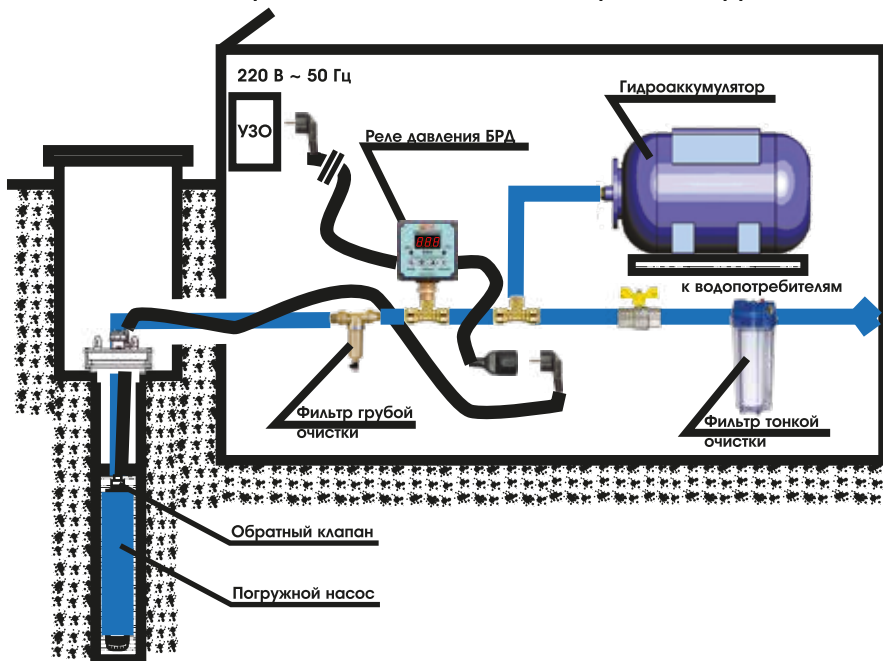 220 В ~ 50 Гц
УЗО
Реле давления БРД
Гидроаккумулятор
к водопотребителям
Фильтр грубой
очистки
Фильтр тонкой
очистки
Обратный клапан
Погружной насос